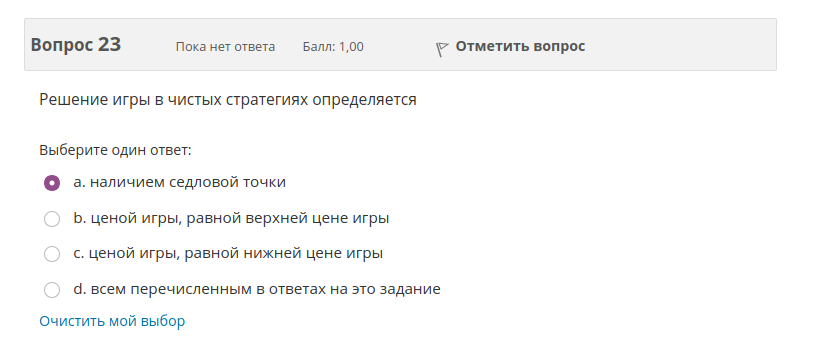 Вопрос 23 Пока нет ответа Балл: 1,00 Отметить вопрос
Решение игры в чистых стратегиях определяется
Выберите один ответ:
a. наличием седловой точки
b. ценой игры, равной верхней цене игры
c. ценой игры, равной нижней цене игры
d. всем перечисленным в ответах на это задание
Очистить мой выбор